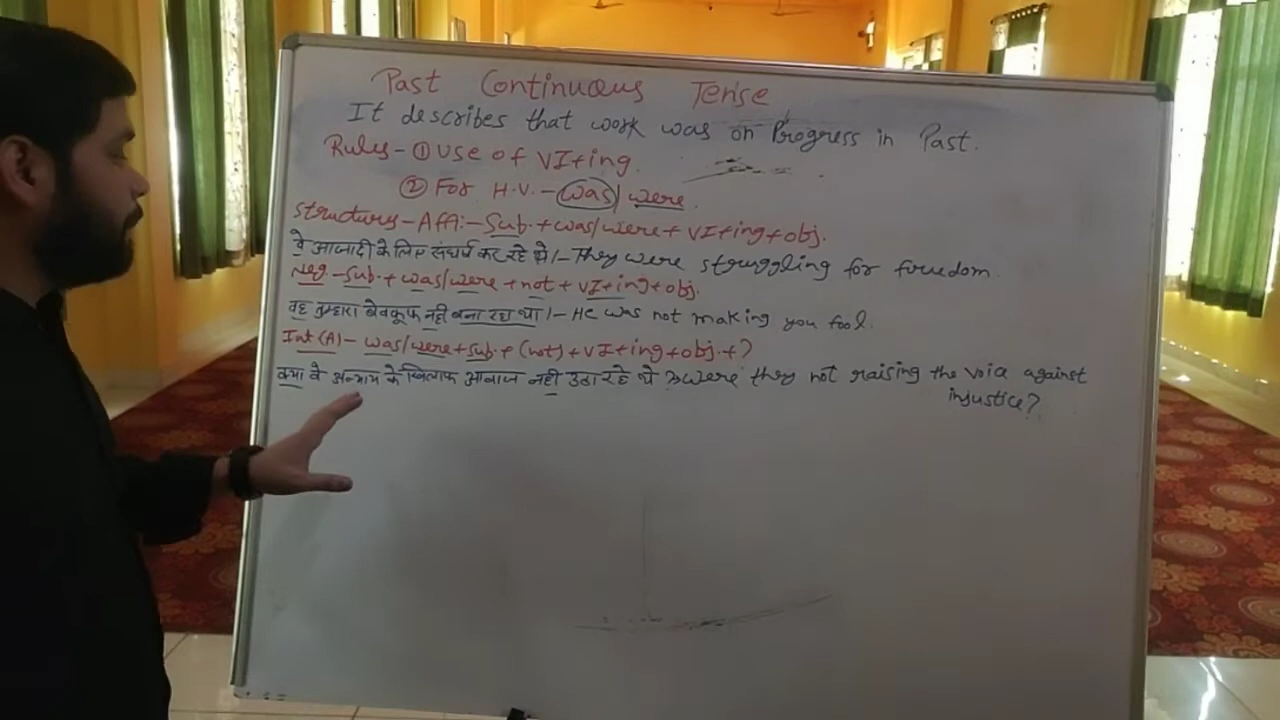 Past Continuous Tense
It describes that work was on Progress in Past.
Rules- ① Use of VI+ing.
② For H.V. - was/were.
Structures - Affi:- Sub. + was/were + VI+ing+obj.
वे आजादी के लिए संघर्ष कर रहे थे।- They were struggling for freedom.
Neg - Sub + was/were + not + VI+ing+obj.
वह तुम्हारा बेवकूफ नही बना रहा था।- He was not making you fool.
Int (A) - was/were + sub + (not) + VI+ing+obj.+?
क्या वे अन्याय के खिलाफ आवाज नही उठा रहे थे ?- were they not raising the voice against
injustice?